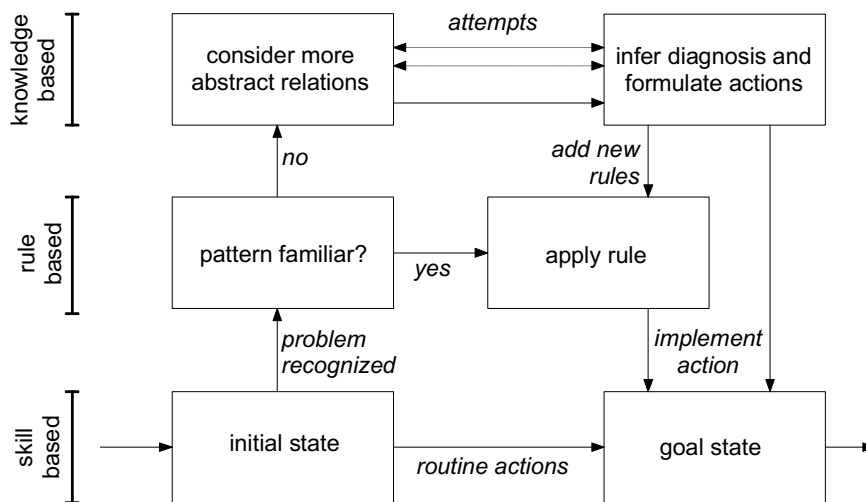 knowledge
based
consider more
abstract relations
attempts
infer diagnosis and
formulate actions
no
add new
rules
rule
based
pattern familiar?
yes
apply rule
problem
recognized
implement
action
skill
based
initial state
routine actions
goal state